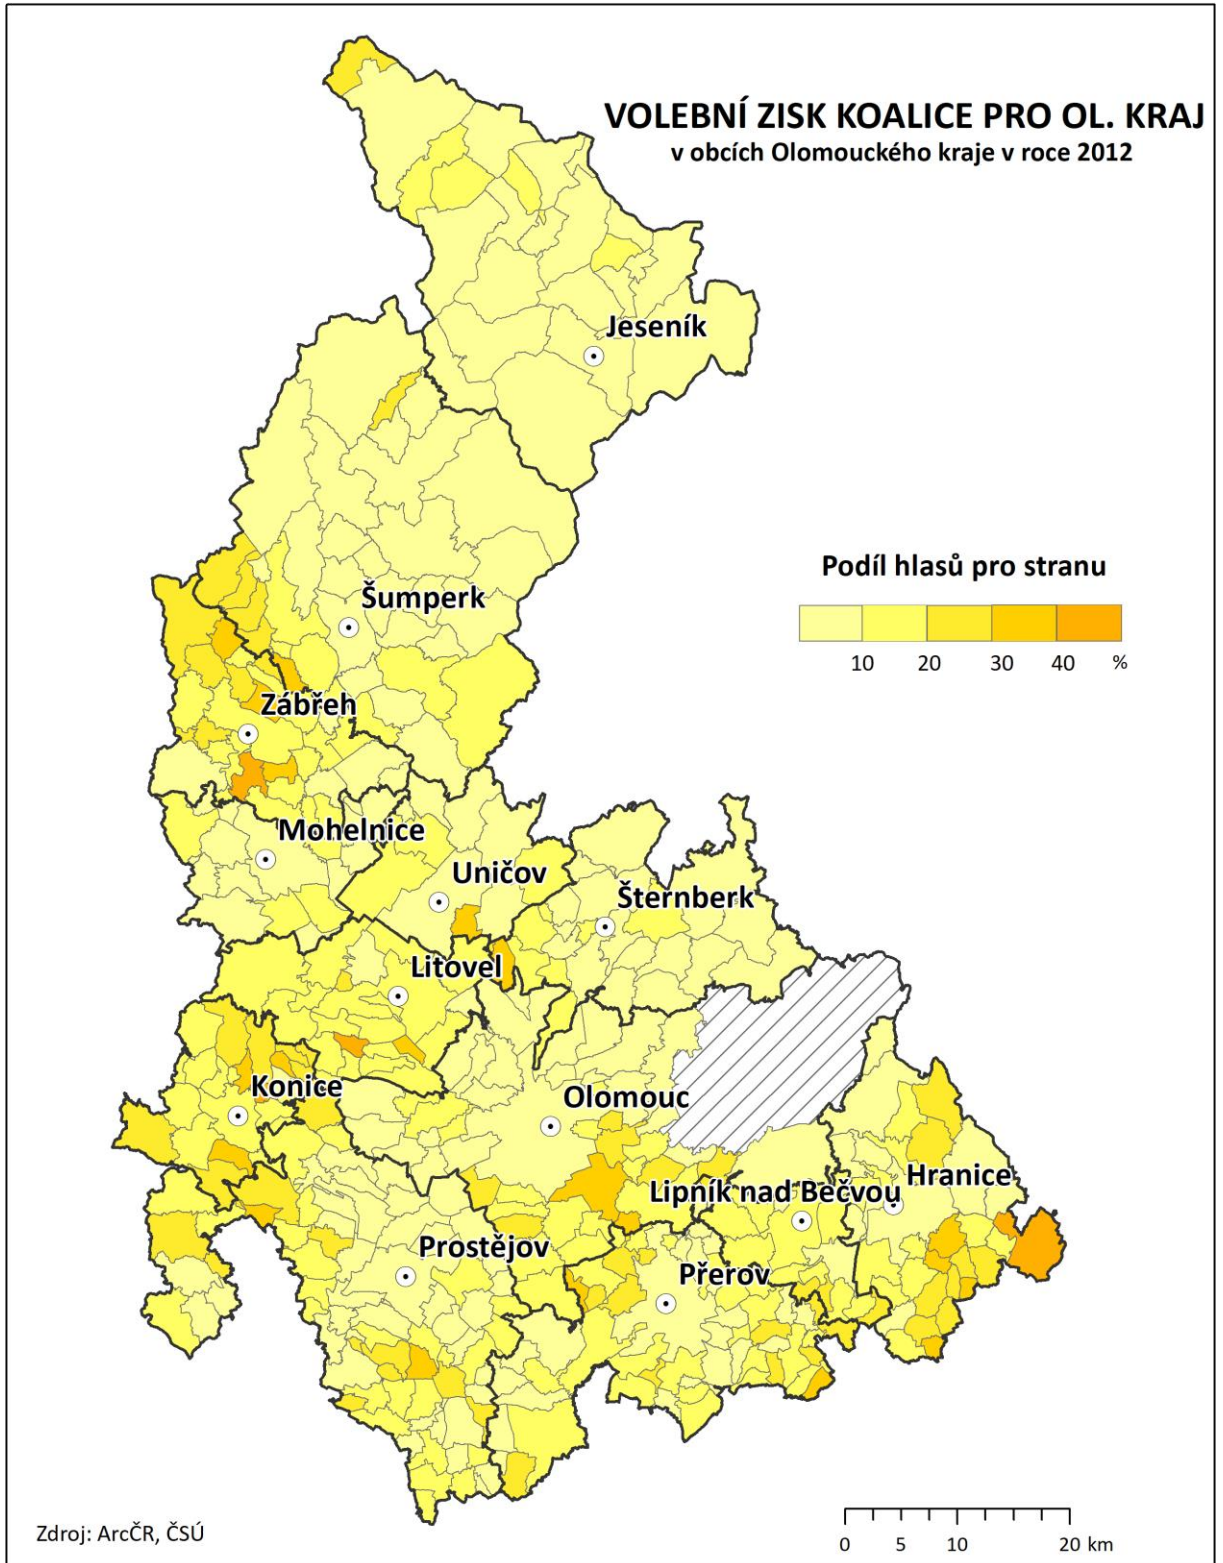 VOLEBNÍ ZISK KOALICE PRO OL. KRAJ
v obcích Olomouckého kraje v roce 2012
Jeseník
Podíl hlasů pro stranu
10 20 30 40 %
Šumperk
Zábřeh
Mohelnice
Uničov
Šternberk
Litovel
Konice
Olomouc
Hranice
Lipník nad Bečvou
Prostějov
Přerov
Zdroj: ArcČR, ČSÚ
0 5 10 20 km